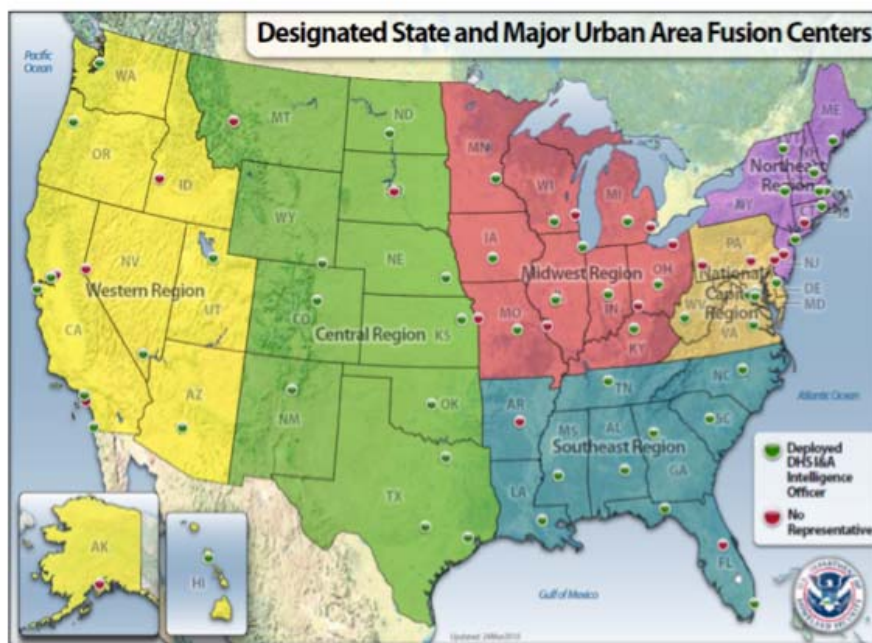 Designated State and Major Urban Area Fusion Centers
Pacific
Ocean
WA
MT
ND
MN
ME
OR
ID
WI
MI
Northeast
Region
NY
WY
IA
PA
NV
NE
Midwest Region
OH
National
NJ
Western Region
UT
IN
Capital
DE
CO
Central Region
MO
WV
Region
MD
CA
KS
KY
VA
AZ
NM
OK
AR
TN
NC
Atlantic Ocean
MS
AL
SC
Southeast Region
GA
TX
LA
Deployed
DHS I&A
Intelligence
Officer
No
Representative
AK
HI
FL
Gulf of Mexico